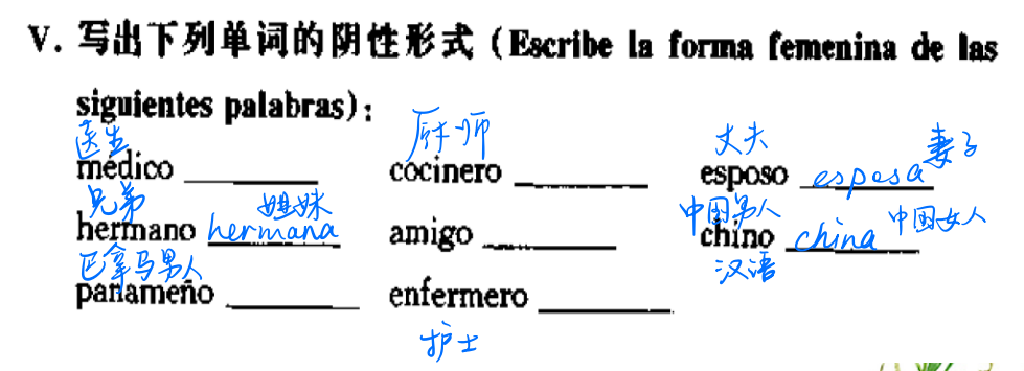 V. 写出下列单词的阴性形式（Escribe la forma femenina de las
siguientes palabras)：
医生 厨师 丈夫 妻子
médico ________ cocinero ________ esposo esposa
兄弟 姐妹 中国男人 中国女人
hermano hermana amigo ________ chino china
巴拿马男人 汉语
panameño ________ enfermero ________
护士